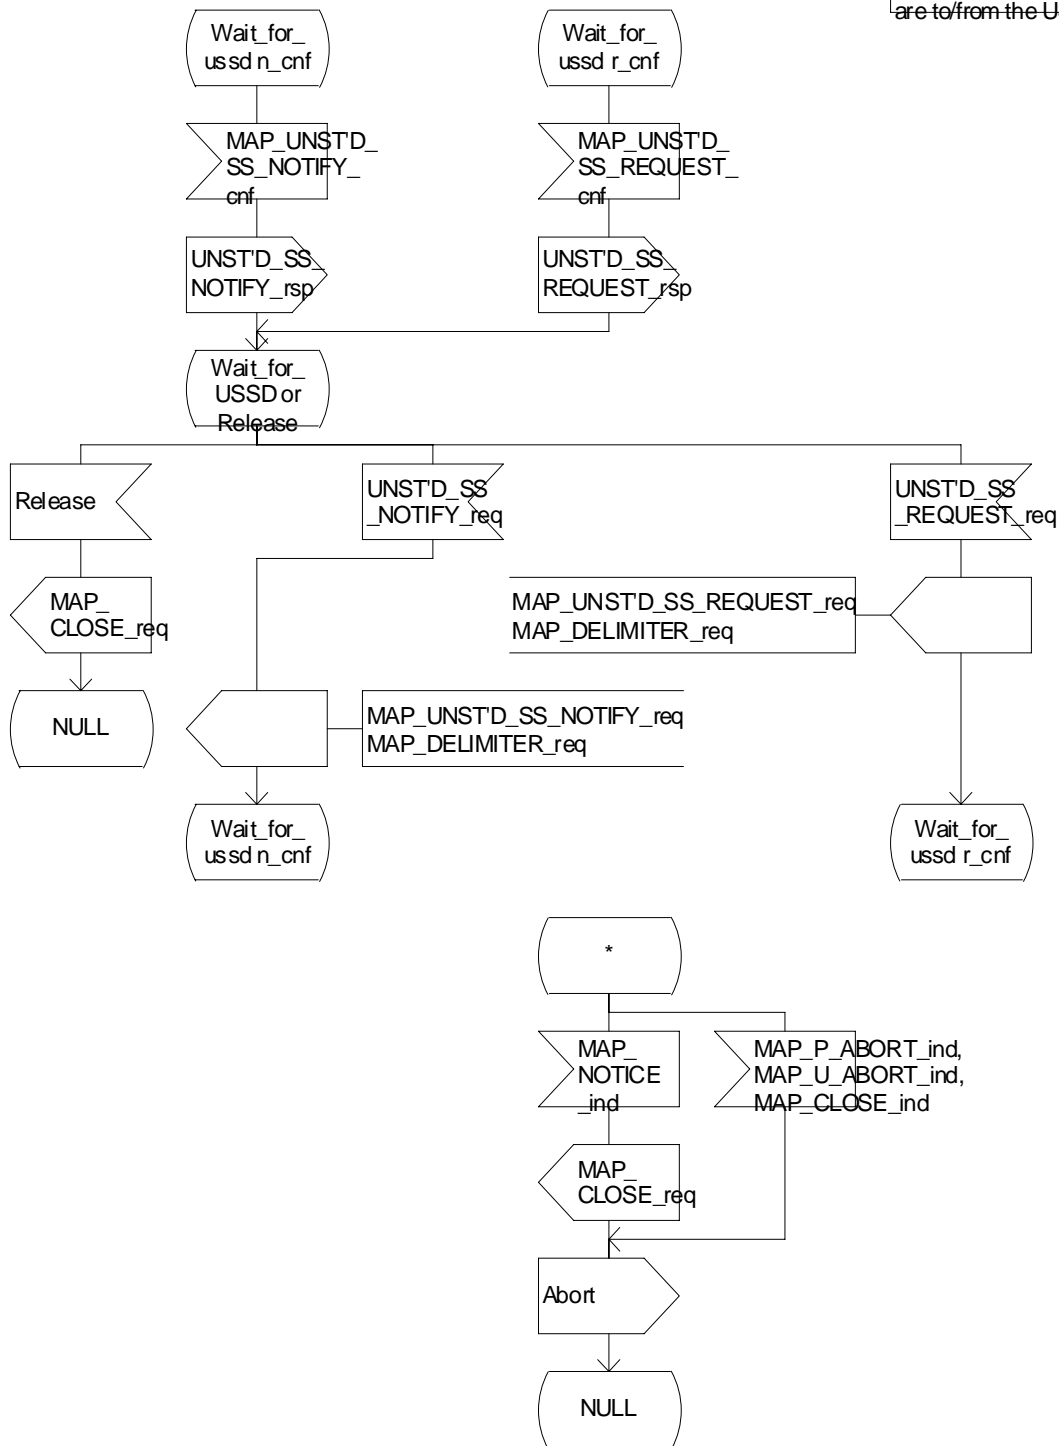 are to/from the U
Wait_for_
ussd n_cnf
Wait_for_
ussd r_cnf
MAP_UNST'D_
SS_NOTIFY_
cnf
MAP_UNST'D_
SS_REQUEST_
cnf
UNST'D_SS_
NOTIFY_rsp
UNST'D_SS_
REQUEST_rsp
Wait_for_
USSD or
Release
Release
UNST'D_SS
_NOTIFY_req
UNST'D_SS
_REQUEST_req
MAP_
CLOSE_req
MAP_UNST'D_SS_REQUEST_req
MAP_DELIMITER_req
NULL
MAP_UNST'D_SS_NOTIFY_req
MAP_DELIMITER_req
Wait_for_
ussd n_cnf
Wait_for_
ussd r_cnf
*
MAP_
NOTICE
_ind
MAP_P_ABORT_ind,
MAP_U_ABORT_ind,
MAP_CLOSE_ind
MAP_
CLOSE_req
Abort
NULL